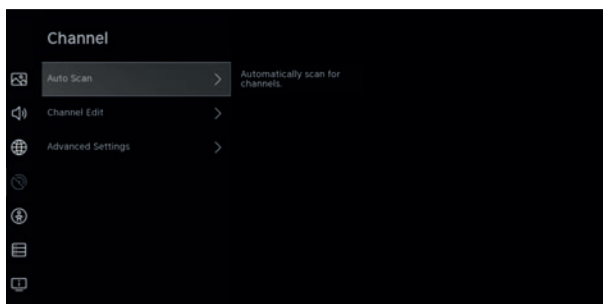 Channel
Auto Scan
Automatically scan for
channels.
Channel Edit
Advanced Settings